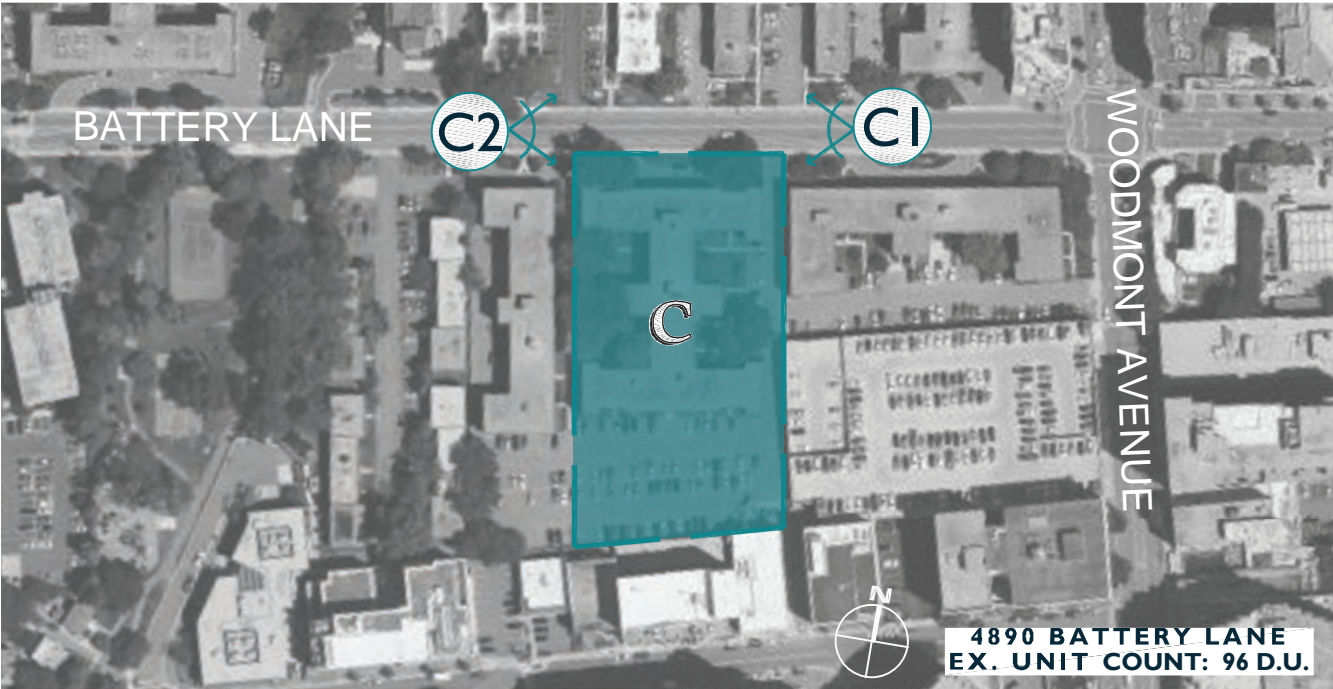 BATTERY LANE
C2
C1
WOODMONT AVENUE
C
N
4890 BATTERY LANE
EX. UNIT COUNT: 96 D.U.